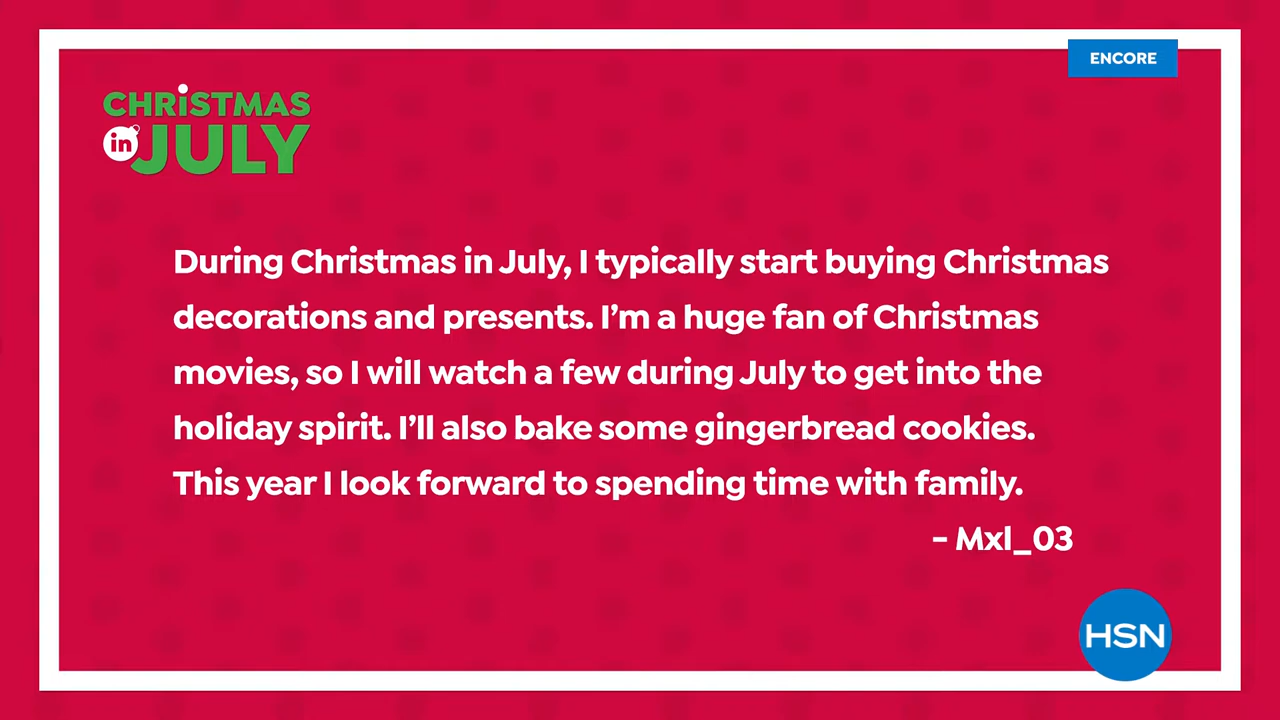 ENCORE
CHRiSTMAS
in JULY
During Christmas in July, I typically start buying Christmas
decorations and presents. I’m a huge fan of Christmas
movies, so I will watch a few during July to get into the
holiday spirit. I’ll also bake some gingerbread cookies.
This year I look forward to spending time with family.
- Mxl_03
HSN